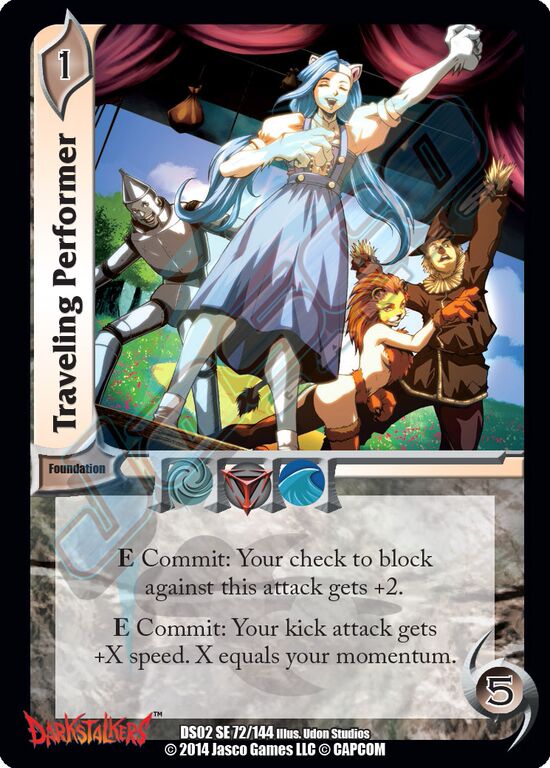 1
Traveling Performer
Foundation
E Commit: Your check to block
against this attack gets +2.
E Commit: Your kick attack gets
+X speed. X equals your momentum.
5
DARKSTALKERS™
DS02 SE 72/144 Illus. Udon Studios
© 2014 Jasco Games LLC © CAPCOM